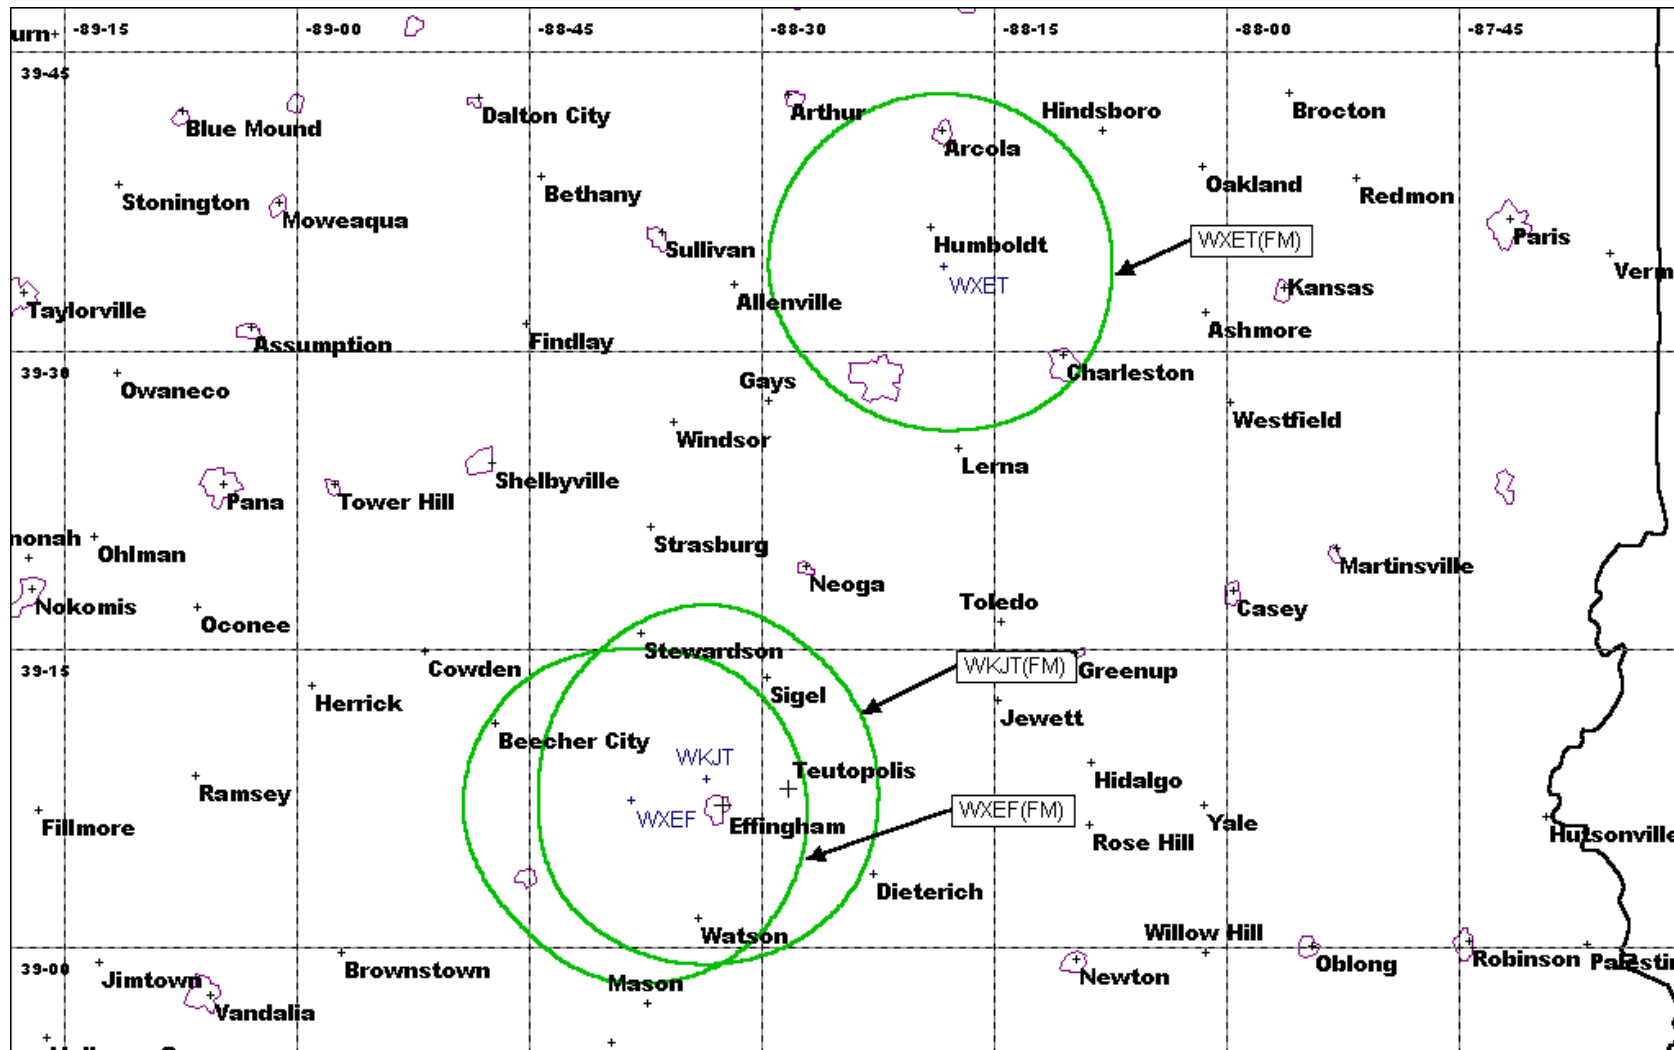 -89-15
-89-00
-88-45
-88-30
-88-15
-88-00
-87-45
urn
39-45
Blue Mound
Dalton City
Arthur
Hindsboro
Brocton
Arcola
Stonington
Bethany
Oakland
Redmon
Moweaqua
Sullivan
Humboldt
WXET(FM)
Paris
Verm
WXET
Kansas
Taylorville
Allenville
Assumption
Findlay
Ashmore
39-30
Owaneco
Gays
Charleston
Windsor
Westfield
Lerna
Pana
Tower Hill
Shelbyville
nonah
Ohlman
Strasburg
Martinsville
Neoga
Nokomis
Oconee
Toledo
Casey
Stewardson
39-15
Cowden
WKJT(FM)
Greenup
Herrick
Sigel
Jewett
Beecher City
WKJT
Teutopolis
Ramsey
Hidalgo
Fillmore
WXEF
Effingham
WXEF(FM)
Yale
Rose Hill
Hutsonville
Dieterich
Watson
Willow Hill
39-00
Jimtown
Brownstown
Mason
Newton
Oblong
Robinson
Palestin
Vandalia